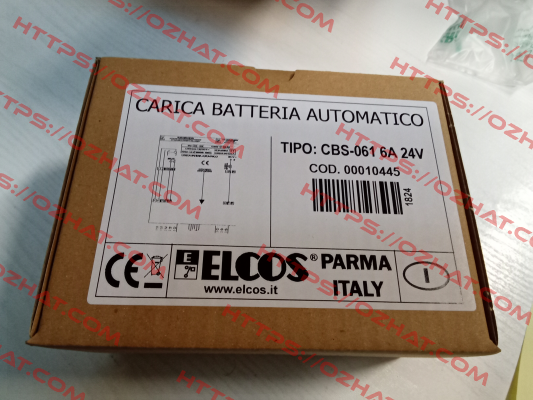 CARICA BATTERIA AUTOMATICO
TIPO: CBS-061 6A 24V
COD. 00010445
1824
CE
E
ELCOS®
PARMA
ITALY
www.elcos.it
I
HTTPS://OZHAT.COM